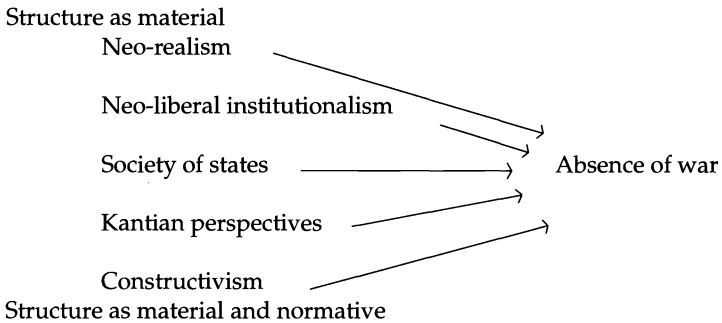 Structure as material
Neo-realism
Neo-liberal institutionalism
Society of states
Absence of war
Kantian perspectives
Constructivism
Structure as material and normative